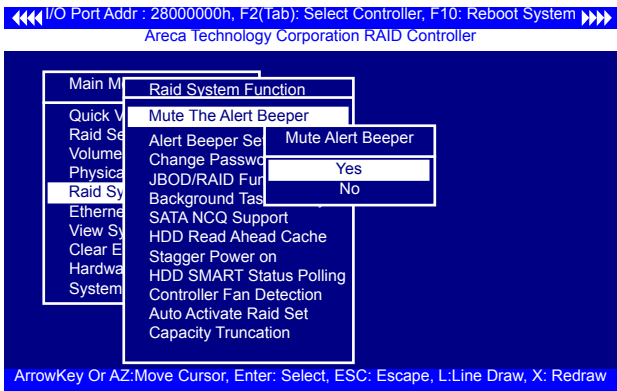 I/O Port Addr : 28000000h, F2(Tab): Select Controller, F10: Reboot System
Areca Technology Corporation RAID Controller
Main M
Quick V
Raid Se
Volume
Physica
Raid Sy
Etherne
View Sy
Clear E
Hardwa
System
Raid System Function
Mute The Alert Beeper
Alert Beeper Se
Change Passwo
JBOD/RAID Fun
Background Tas
SATA NCQ Support
HDD Read Ahead Cache
Stagger Power on
HDD SMART Status Polling
Controller Fan Detection
Auto Activate Raid Set
Capacity Truncation
Mute Alert Beeper
Yes
No
ArrowKey Or AZ:Move Cursor, Enter: Select, ESC: Escape, L:Line Draw, X: Redraw